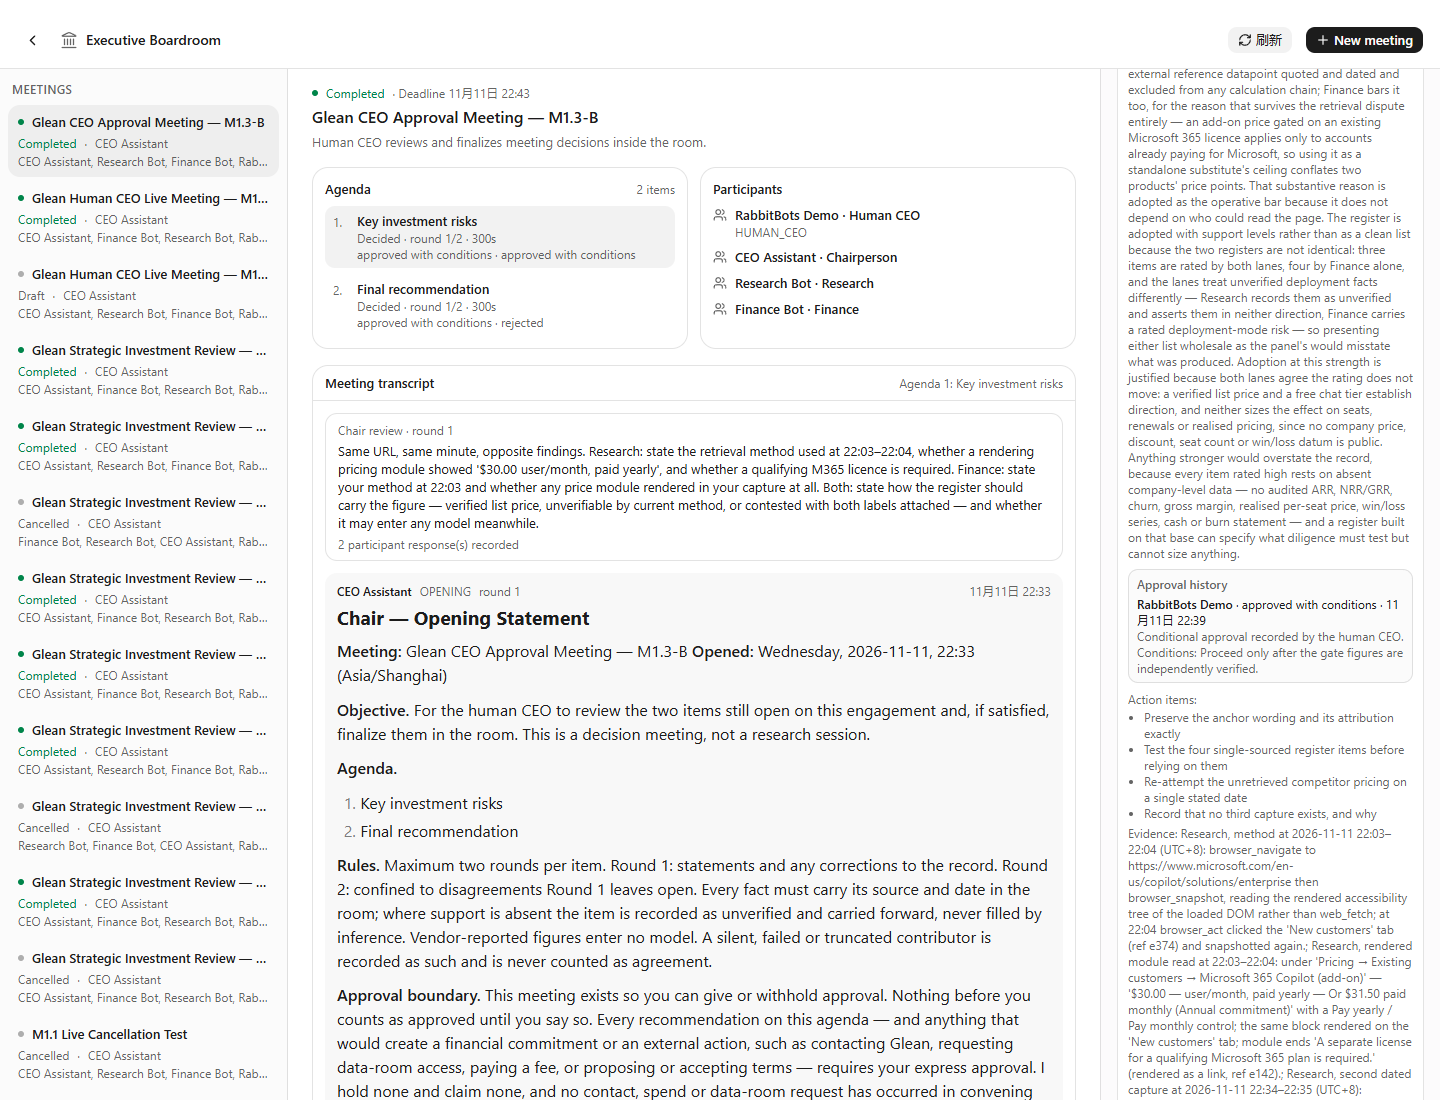 Executive Boardroom
刷新
New meeting
MEETINGS
Glean CEO Approval Meeting — M1.3-B
Completed · CEO Assistant
CEO Assistant, Research Bot, Finance Bot, Rab...
Glean Human CEO Live Meeting — M1...
Completed · CEO Assistant
CEO Assistant, Finance Bot, Research Bot, Rab...
Glean Human CEO Live Meeting — M1...
Draft · CEO Assistant
CEO Assistant, Research Bot, Finance Bot, Rab...
Glean Strategic Investment Review — ...
Completed · CEO Assistant
CEO Assistant, Research Bot, Finance Bot, Rab...
Glean Strategic Investment Review — ...
Completed · CEO Assistant
CEO Assistant, Research Bot, Finance Bot, Rab...
Glean Strategic Investment Review — ...
Cancelled · CEO Assistant
Finance Bot, Research Bot, CEO Assistant, Rab...
Glean Strategic Investment Review — ...
Completed · CEO Assistant
CEO Assistant, Finance Bot, Research Bot, Rab...
Glean Strategic Investment Review — ...
Completed · CEO Assistant
CEO Assistant, Finance Bot, Research Bot, Rab...
Glean Strategic Investment Review — ...
Completed · CEO Assistant
CEO Assistant, Research Bot, Finance Bot, Rab...
Glean Strategic Investment Review — ...
Cancelled · CEO Assistant
Research Bot, Finance Bot, CEO Assistant, Rab...
Glean Strategic Investment Review — ...
Completed · CEO Assistant
CEO Assistant, Finance Bot, Research Bot, Rab...
Glean Strategic Investment Review — ...
Cancelled · CEO Assistant
CEO Assistant, Finance Bot, Research Bot, Rab...
M1.1 Live Cancellation Test
Cancelled · CEO Assistant
CEO Assistant, Research Bot, Finance Bot, Rab...
Completed · Deadline 11月11日 22:43
Glean CEO Approval Meeting — M1.3-B
Human CEO reviews and finalizes meeting decisions inside the room.
Agenda 2 items
1. Key investment risks
Decided · round 1/2 · 300s
approved with conditions · approved with conditions
2. Final recommendation
Decided · round 1/2 · 300s
approved with conditions · rejected
Participants
RabbitBots Demo · Human CEO
HUMAN_CEO
CEO Assistant · Chairperson
Research Bot · Research
Finance Bot · Finance
Meeting transcript Agenda 1: Key investment risks
Chair review · round 1
Same URL, same minute, opposite findings. Research: state the retrieval method used at 22:03–22:04, whether a rendering
pricing module showed '$30.00 user/month, paid yearly', and whether a qualifying M365 licence is required. Finance: state
your method at 22:03 and whether any price module rendered in your capture at all. Both: state how the register should
carry the figure — verified list price, unverifiable by current method, or contested with both labels attached — and whether
it may enter any model meanwhile.
2 participant response(s) recorded
CEO Assistant OPENING round 1 11月11日 22:33
Chair — Opening Statement
Meeting: Glean CEO Approval Meeting — M1.3-B Opened: Wednesday, 2026-11-11, 22:33
(Asia/Shanghai)
Objective. For the human CEO to review the two items still open on this engagement and, if satisfied,
finalize them in the room. This is a decision meeting, not a research session.
Agenda.
1. Key investment risks
2. Final recommendation
Rules. Maximum two rounds per item. Round 1: statements and any corrections to the record. Round
2: confined to disagreements Round 1 leaves open. Every fact must carry its source and date in the
room; where support is absent the item is recorded as unverified and carried forward, never filled by
inference. Vendor-reported figures enter no model. A silent, failed or truncated contributor is
recorded as such and is never counted as agreement.
Approval boundary. This meeting exists so you can give or withhold approval. Nothing before you
counts as approved until you say so. Every recommendation on this agenda — and anything that
would create a financial commitment or an external action, such as contacting Glean, requesting
data-room access, paying a fee, or proposing or accepting terms — requires your express approval. I
hold none and claim none, and no contact, spend or data-room request has occurred in convening
external reference datapoint quoted and dated and
excluded from any calculation chain; Finance bars it
too, for the reason that survives the retrieval dispute
entirely — an add-on price gated on an existing
Microsoft 365 licence applies only to accounts
already paying for Microsoft, so using it as a
standalone substitute's ceiling conflates two
products' price points. That substantive reason is
adopted as the operative bar because it does not
depend on who could read the page. The register is
adopted with support levels rather than as a clean list
because the two registers are not identical: three
items are rated by both lanes, four by Finance alone,
and the lanes treat unverified deployment facts
differently — Research records them as unverified
and asserts them in neither direction, Finance carries
a rated deployment-mode risk — so presenting
either list wholesale as the panel's would misstate
what was produced. Adoption at this strength is
justified because both lanes agree the rating does not
move: a verified list price and a free chat tier establish
direction, and neither sizes the effect on seats,
renewals or realised pricing, since no company price,
discount, seat count or win/loss datum is public.
Anything stronger would overstate the record,
because every item rated high rests on absent
company-level data — no audited ARR, NRR/GRR,
churn, gross margin, realised per-seat price, win/loss
series, cash or burn statement — and a register built
on that base can specify what diligence must test but
cannot size anything.
Approval history
RabbitBots Demo · approved with conditions · 11
月11日 22:39
Conditional approval recorded by the human CEO.
Conditions: Proceed only after the gate figures are
independently verified.
Action items:
• Preserve the anchor wording and its attribution
exactly
• Test the four single-sourced register items before
relying on them
• Re-attempt the unretrieved competitor pricing on
a single stated date
• Record that no third capture exists, and why
Evidence: Research, method at 2026-11-11 22:03–
22:04 (UTC+8): browser_navigate to
https://www.microsoft.com/en-
us/copilot/solutions/enterprise then
browser_snapshot, reading the rendered accessibility
tree of the loaded DOM rather than web_fetch; at
22:04 browser_act clicked the 'New customers' tab
(ref e374) and snapshotted again.; Research, rendered
module read at 22:03–22:04: under 'Pricing → Existing
customers → Microsoft 365 Copilot (add-on)' —
'$30.00 — user/month, paid yearly — Or $31.50 paid
monthly (Annual commitment)' with a Pay yearly /
Pay monthly control; the same block rendered on the
'New customers' tab; module ends 'A separate license
for a qualifying Microsoft 365 plan is required.'
(rendered as a link, ref e142).; Research, second dated
capture at 2026-11-11 22:34–22:35 (UTC+8):